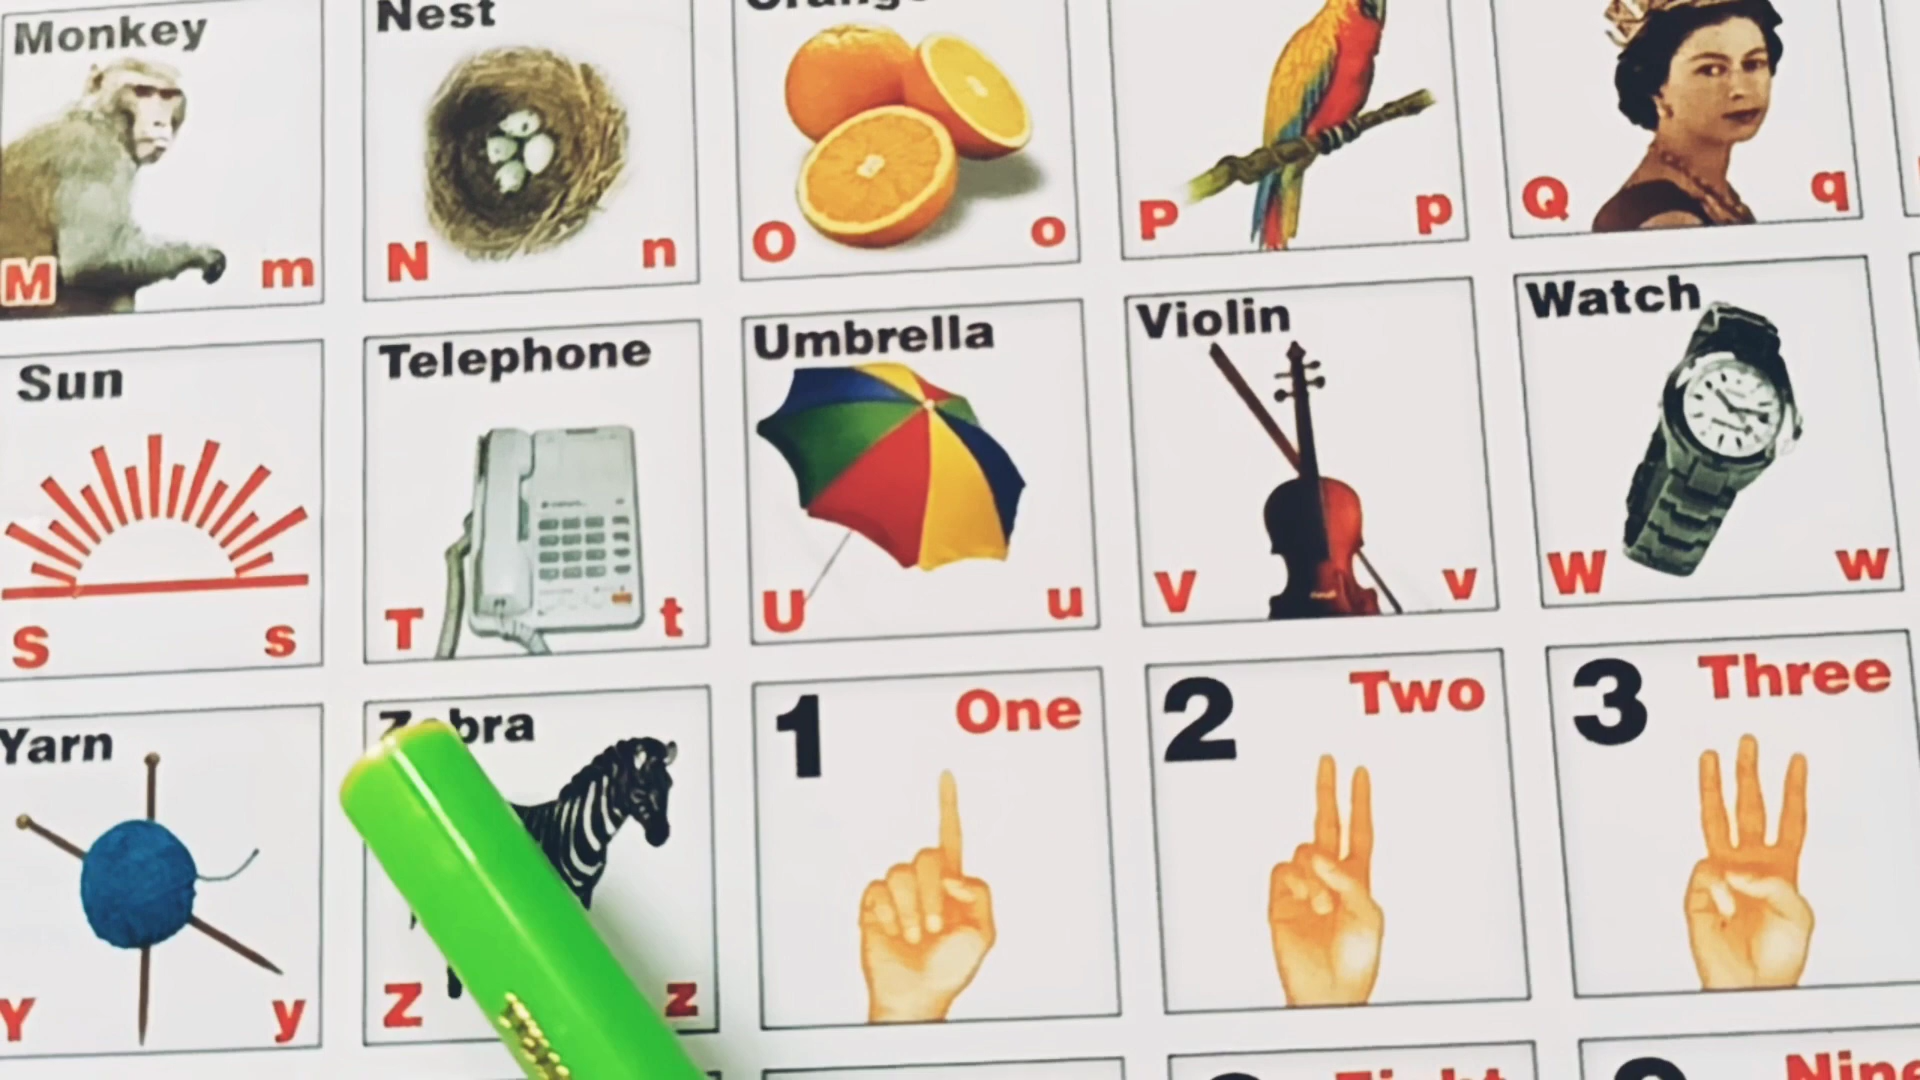 Monkey
Nest
M m
N n
O o
P p
Q q
Sun
Telephone
Umbrella
Violin
Watch
S s
T t
U u
V v
W w
Yarn
1 One
2 Two
3 Three
Y y
Z z